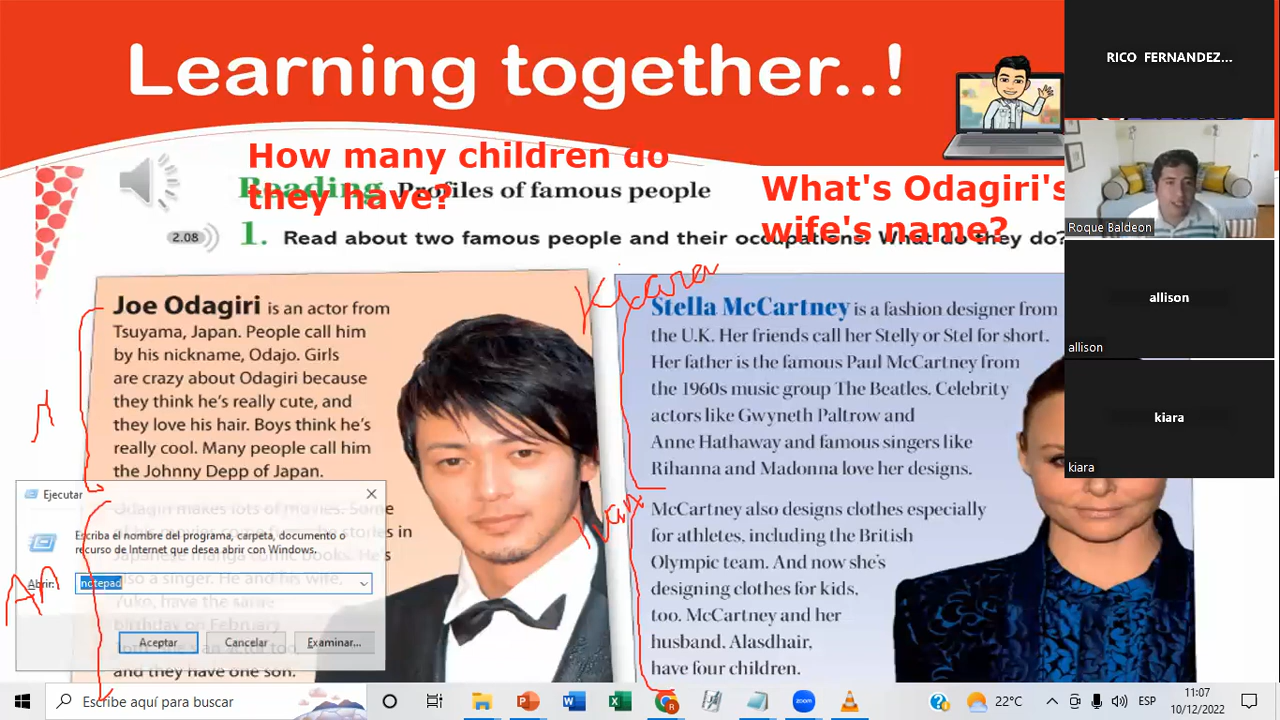 Learning together..!
How many children do
they have?
What's Odagiri's
wife's name?
Reading Profiles of famous people
2.08
1. Read about two famous people and their occupations. What do they do?
Joe Odagiri is an actor from
Tsuyama, Japan. People call him
by his nickname, Odajo. Girls
are crazy about Odagiri because
they think he's really cute, and
they love his hair. Boys think he's
really cool. Many people call him
the Johnny Depp of Japan.
Odagiri makes lots of movies. Some
stories in
Japanese manga comic books. He's
also a singer. He and his wife,
Yuko, have the same
birthday on February
and they have one son.
Kiara
Stella McCartney is a fashion designer from
the U.K. Her friends call her Stelly or Stel for short.
Her father is the famous Paul McCartney from
the 1960s music group The Beatles. Celebrity
actors like Gwyneth Paltrow and
Anne Hathaway and famous singers like
Rihanna and Madonna love her designs.
Ivan
McCartney also designs clothes especially
for athletes, including the British
Olympic team. And now she's
designing clothes for kids,
too. McCartney and her
husband, Alasdhair,
have four children.
An
Ejecutar
Escriba el nombre del programa, carpeta, documento o
recurso de Internet que desea abrir con Windows.
Abrir: notepad
Aceptar Cancelar Examinar...
RICO FERNANDEZ...
Roque Baldeon
allison
allison
kiara
kiara
Escribe aquí para buscar
zoom
22°C
ESP
11:07
10/12/2022